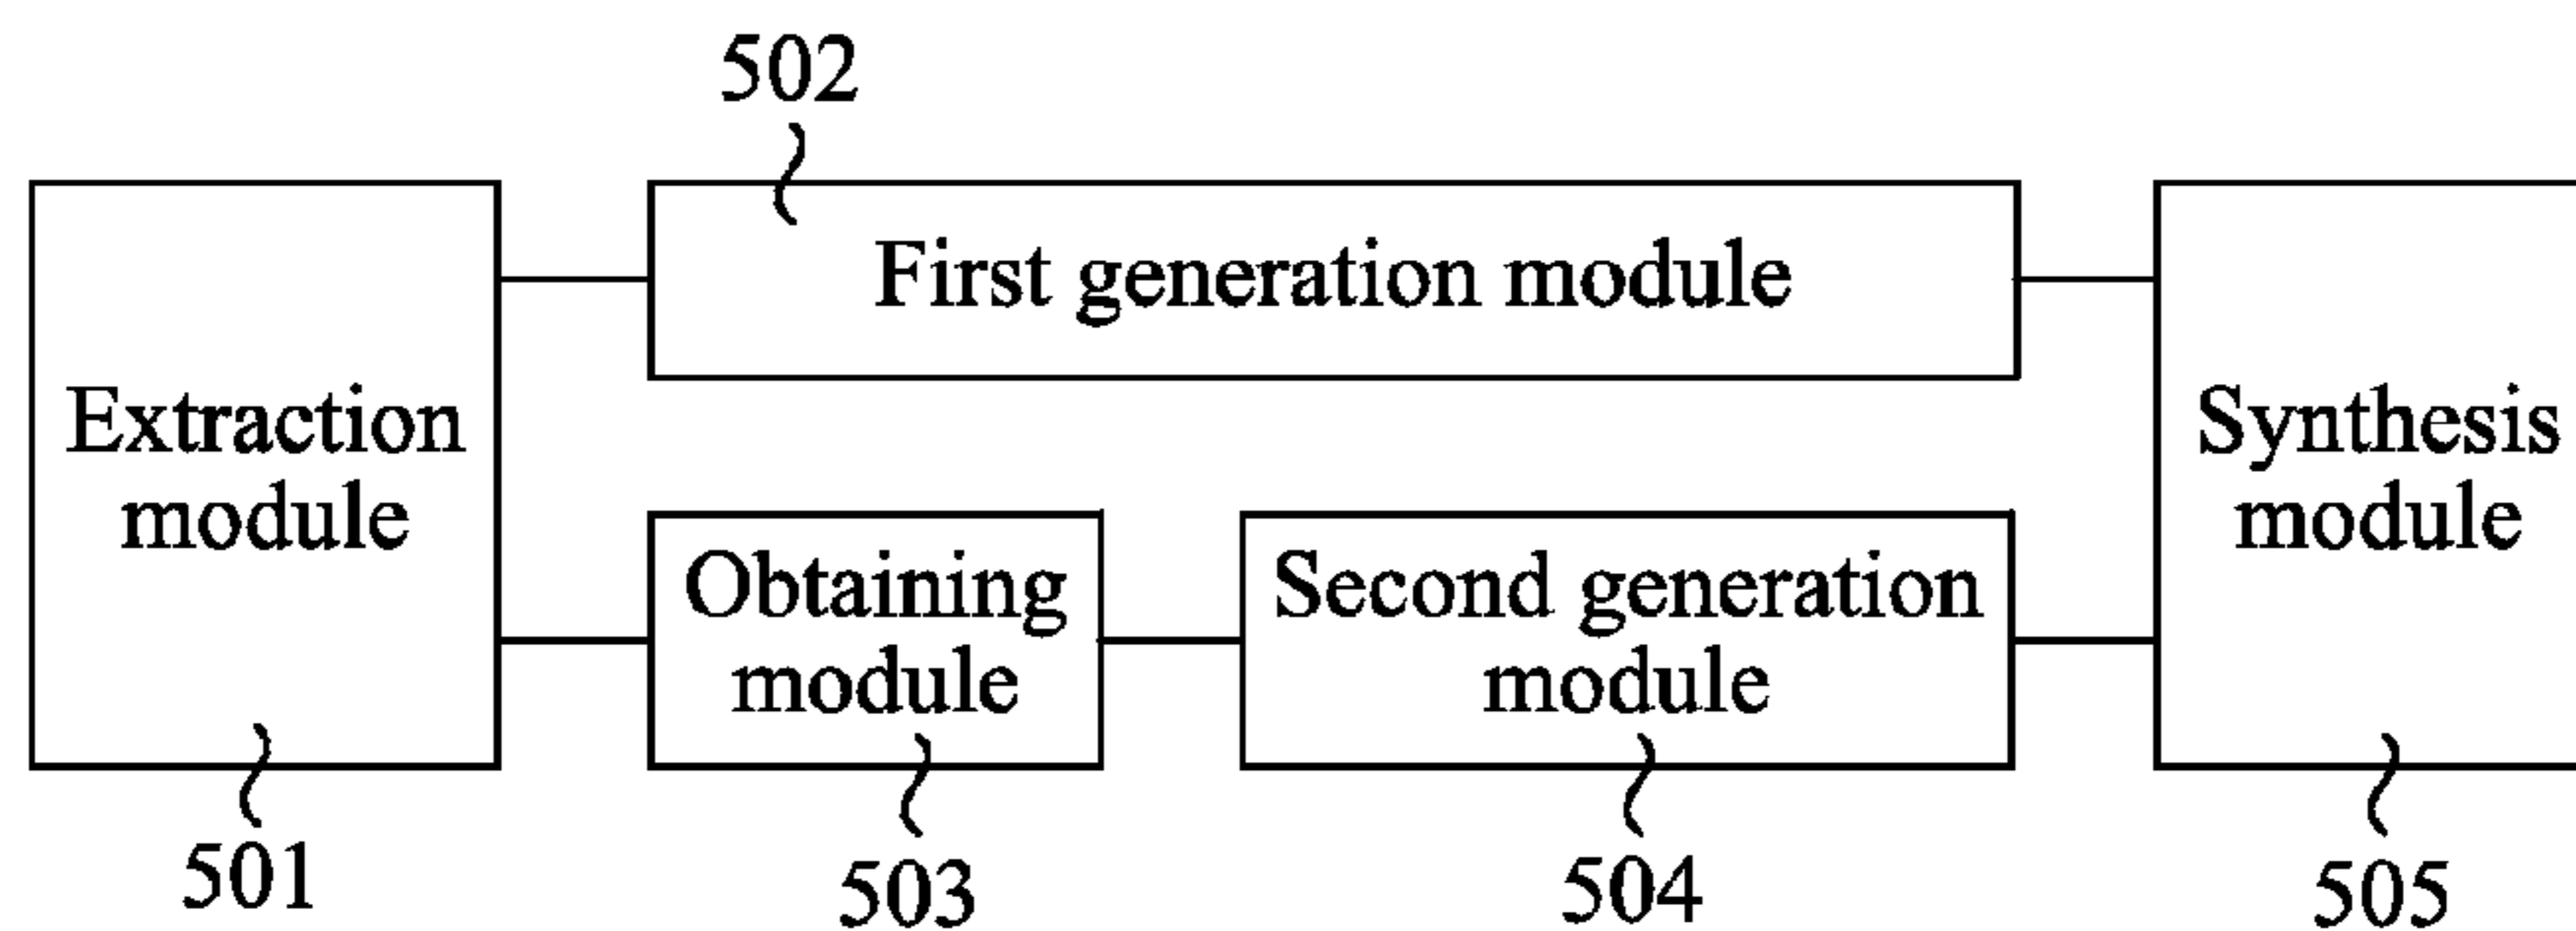 502
First generation module
Extraction
module
Synthesis
module
Obtaining
module
Second generation
module
501
503
504
505